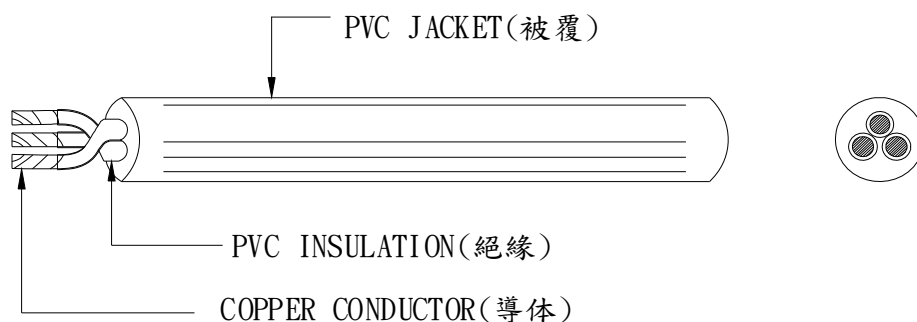 PVC JACKET(被覆)
PVC INSULATION(絕緣)
COPPER CONDUCTOR(導体)